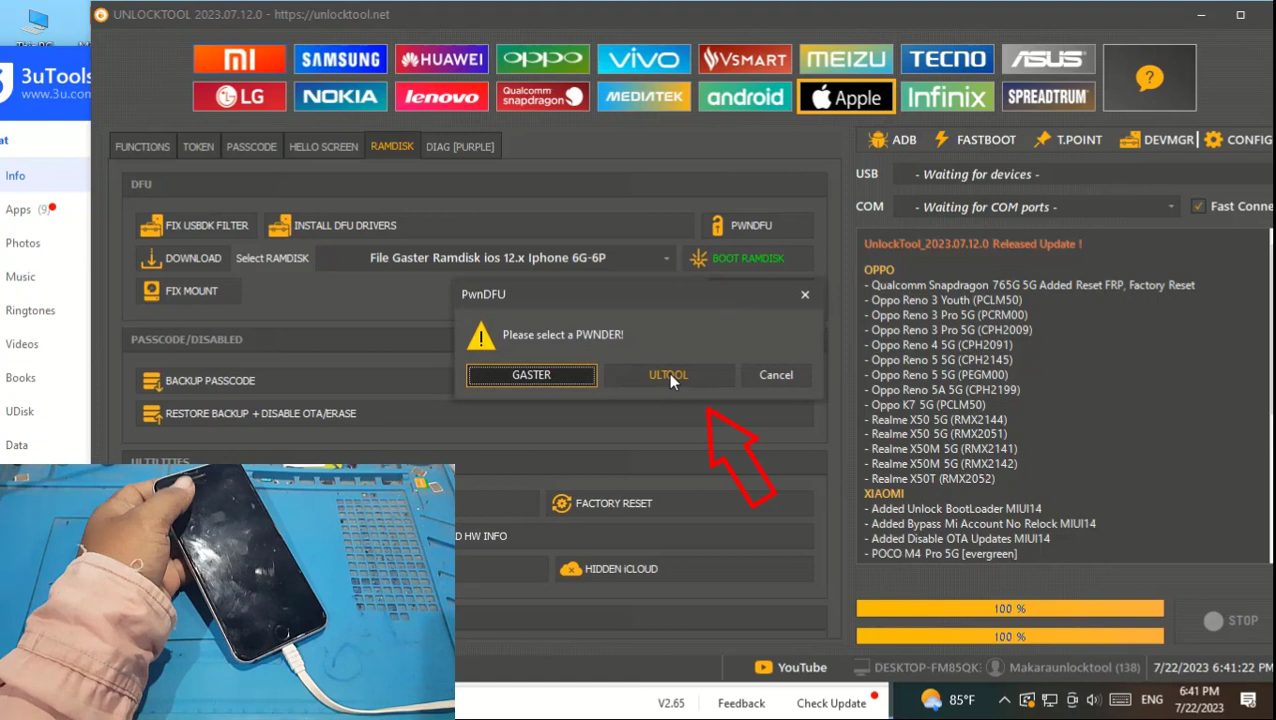 UNLOCKTOOL 2023.07.12.0 - https://unlocktool.net
3uTools
www.3u.com
MI SAMSUNG HUAWEI OPPO VIVO VSMART MEIZU TECNO ASUS
LG NOKIA lenovo Qualcomm snapdragon MEDIATEK android Apple Infinix SPREADTRUM ?
FUNCTIONS TOKEN PASSCODE HELLO SCREEN RAMDISK DIAG [PURPLE]
ADB FASTBOOT T.POINT DEVMGR CONFIG
Info
Apps (9)
Photos
Music
Ringtones
Videos
Books
UDisk
Data
DFU
FIX USBDK FILTER INSTALL DFU DRIVERS PWNDFU
DOWNLOAD Select RAMDISK File Gaster Ramdisk ios 12.x Iphone 6G-6P BOOT RAMDISK
FIX MOUNT
PASSCODE/DISABLED
BACKUP PASSCODE
RESTORE BACKUP + DISABLE OTA/ERASE
ULTILITIES
FACTORY RESET
HW INFO
HIDDEN iCLOUD
PwnDFU
Please select a PWNDER!
GASTER ULTOOL Cancel
USB - Waiting for devices -
COM - Waiting for COM ports - Fast Conne
UnlockTool_2023.07.12.0 Released Update !
OPPO
- Qualcomm Snapdragon 765G 5G Added Reset FRP, Factory Reset
- Oppo Reno 3 Youth (PCLM50)
- Oppo Reno 3 Pro 5G (PCRM00)
- Oppo Reno 3 Pro 5G (CPH2009)
- Oppo Reno 4 5G (CPH2091)
- Oppo Reno 5 5G (CPH2145)
- Oppo Reno 5 5G (PEGM00)
- Oppo Reno 5A 5G (CPH2199)
- Oppo K7 5G (PCLM50)
- Realme X50 5G (RMX2144)
- Realme X50 5G (RMX2051)
- Realme X50M 5G (RMX2141)
- Realme X50M 5G (RMX2142)
- Realme X50T (RMX2052)
XIAOMI
- Added Unlock BootLoader MIUI14
- Added Bypass Mi Account No Relock MIUI14
- Added Disable OTA Updates MIUI14
- POCO M4 Pro 5G [evergreen]
100 %
100 %
STOP
YouTube DESKTOP-FM85QK Makaraunlocktool (138) 7/22/2023 6:41:22 PM
V2.65 Feedback Check Update
85°F ENG 6:41 PM
7/22/2023